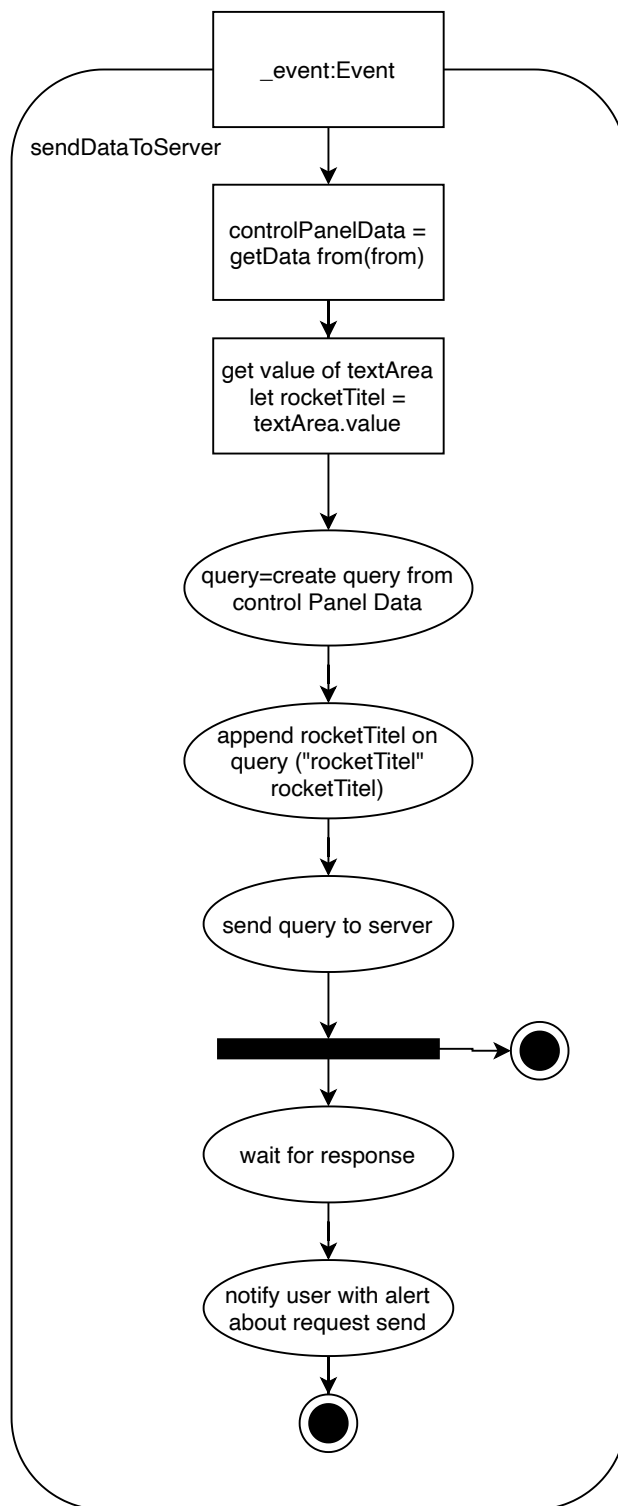 _event:Event
sendDataToServer
controlPanelData =
getData from(from)
get value of textArea
let rocketTitel =
textArea.value
query=create query from
control Panel Data
append rocketTitel on
query ("rocketTitel"
rocketTitel)
send query to server
wait for response
notify user with alert
about request send